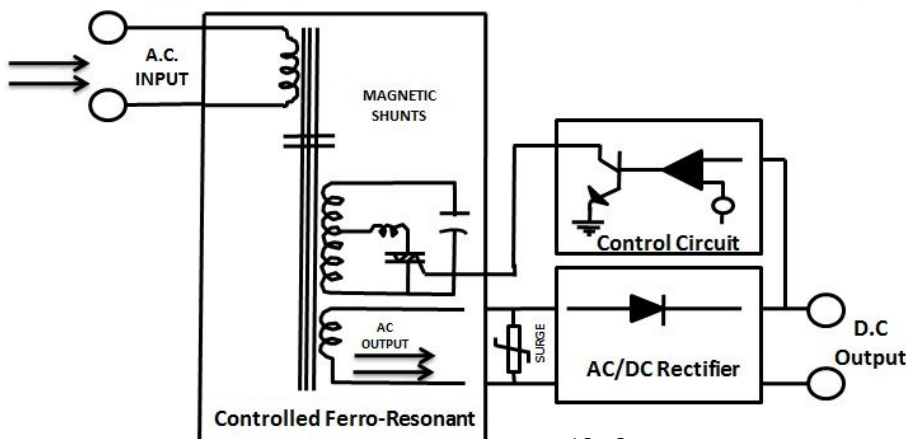 A.C.
INPUT
MAGNETIC
SHUNTS
Control Circuit
AC
OUTPUT
SURGE
AC/DC Rectifier
D.C
Output
Controlled Ferro-Resonant